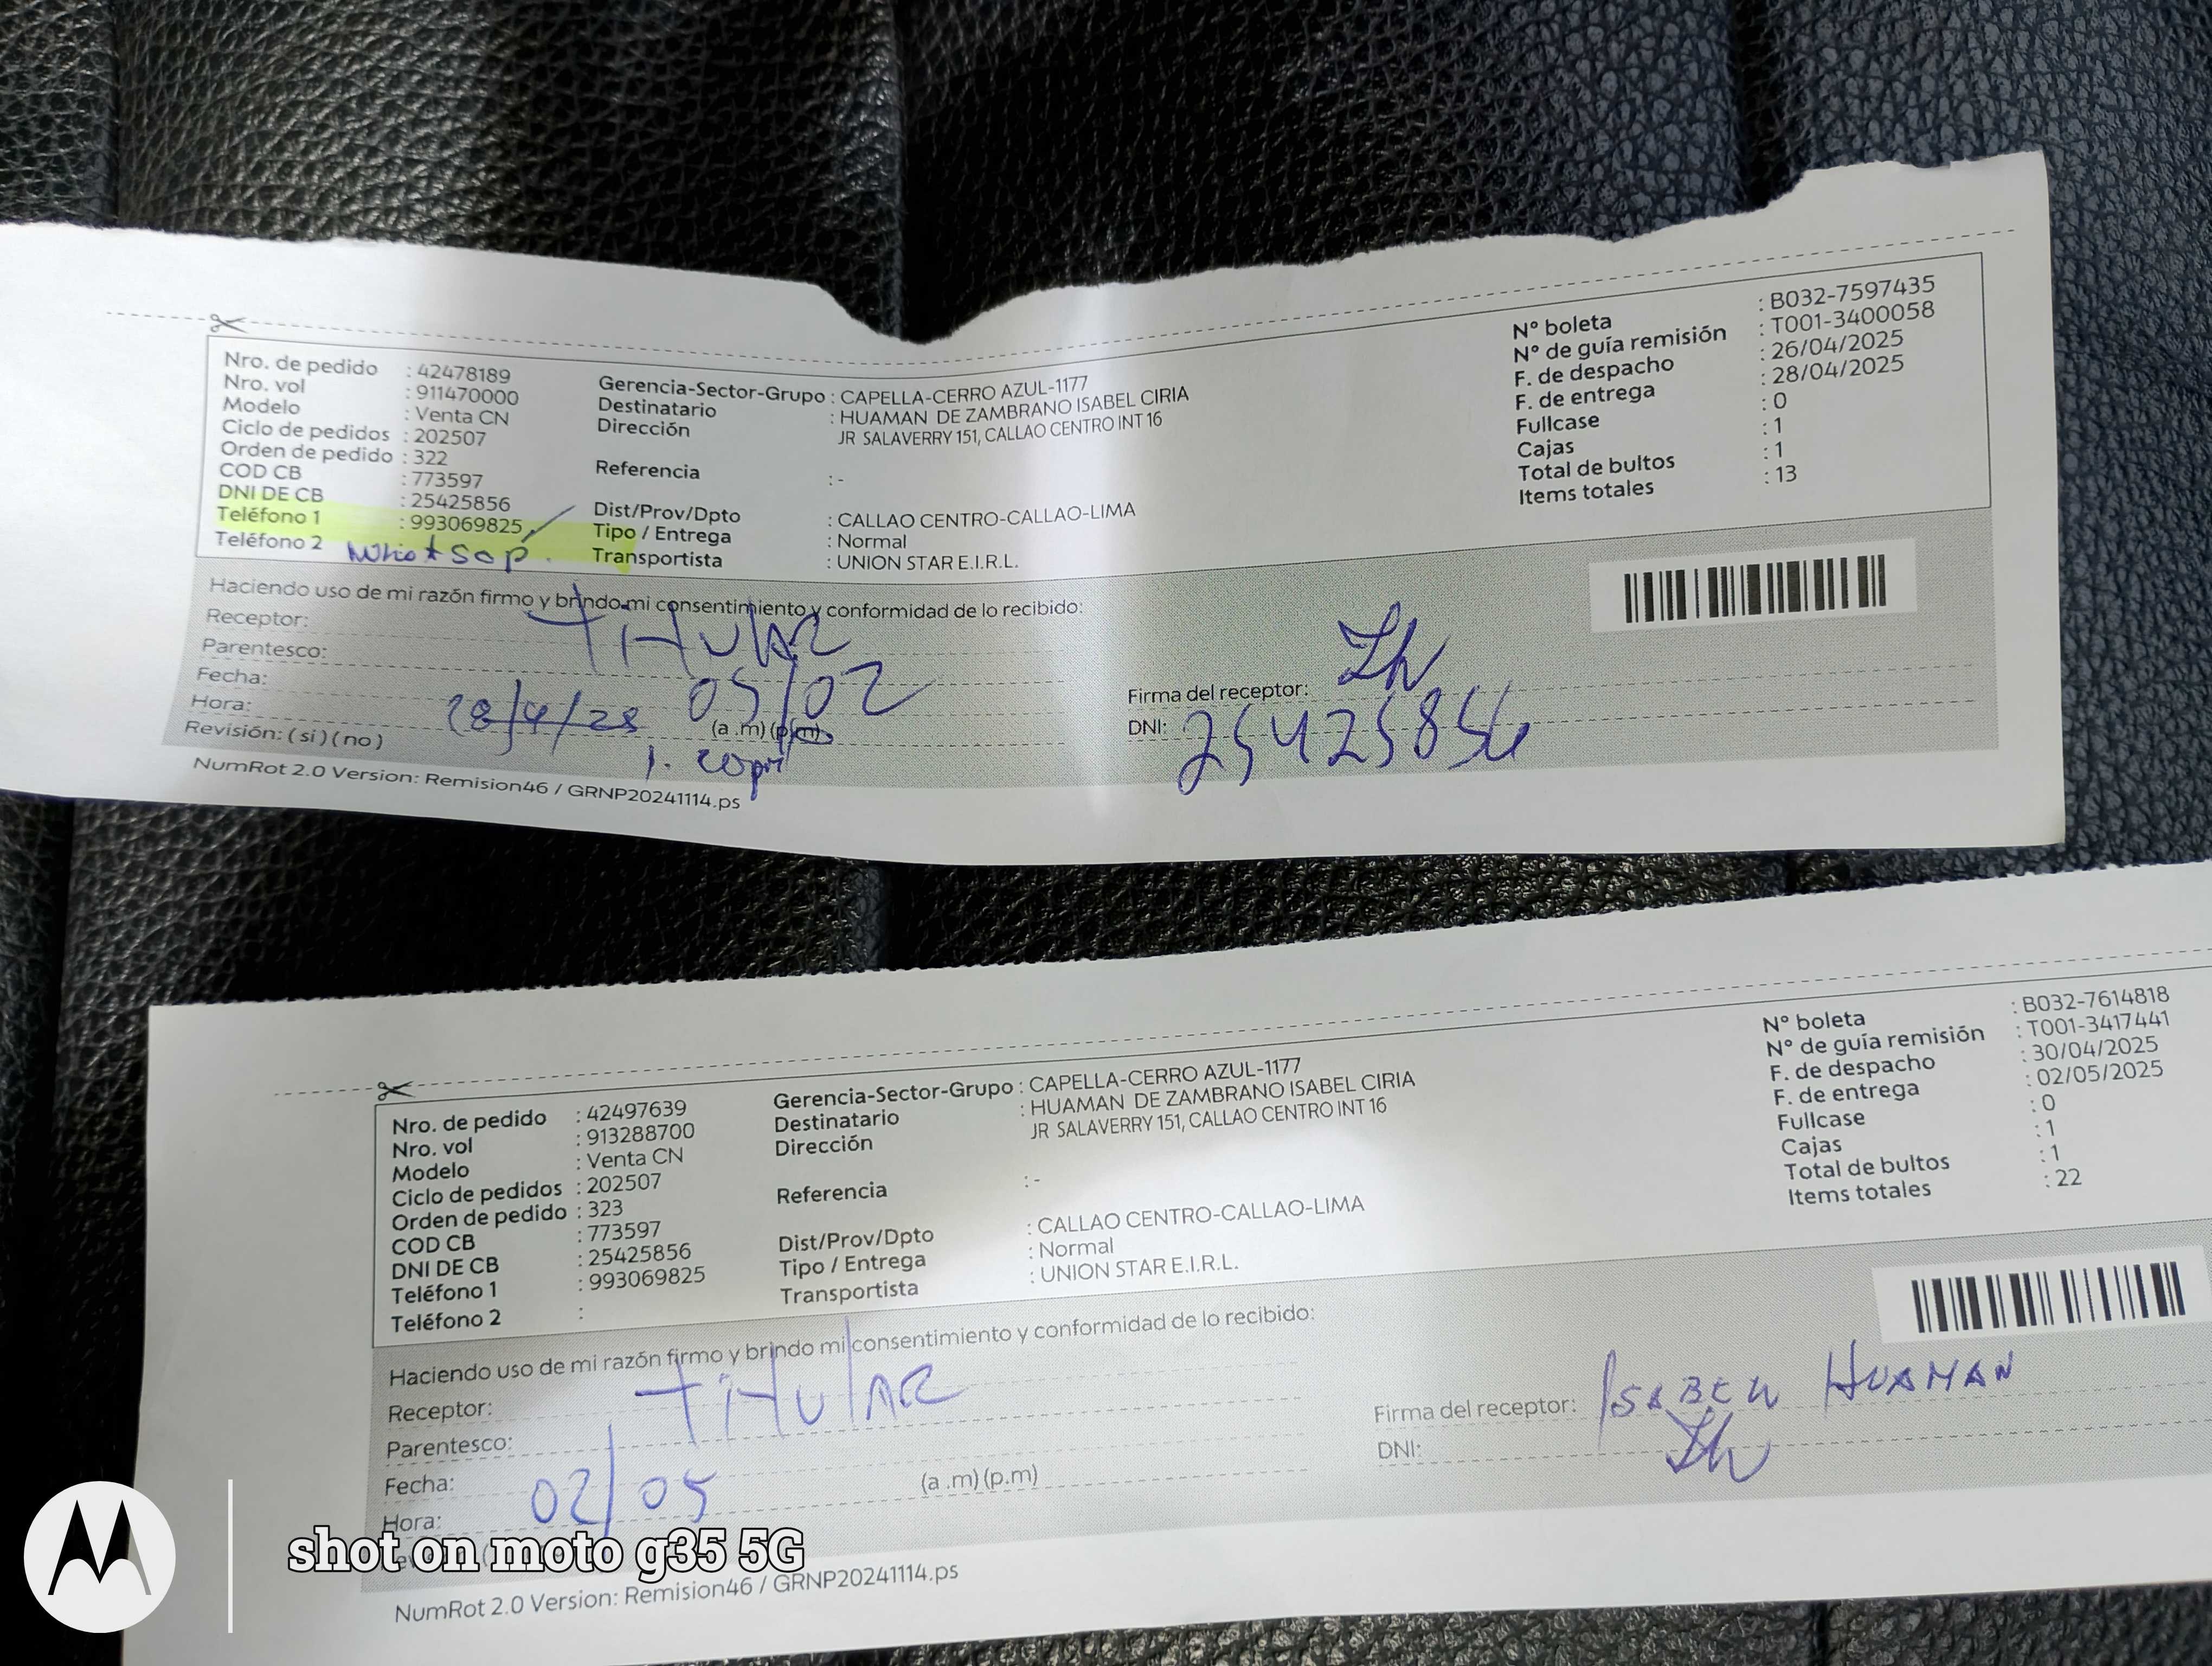 Nro. de pedido : 42478189
Nro. vol : 911470000
Modelo : Venta CN
Ciclo de pedidos : 202507
Orden de pedido : 322
COD CB : 773597
DNI DE CB : 25425856
Teléfono 1 : 993069825
Teléfono 2
Gerencia-Sector-Grupo : CAPELLA-CERRO AZUL-1177
Destinatario : HUAMAN DE ZAMBRANO ISABEL CIRIA
Dirección JR SALAVERRY 151, CALLAO CENTRO INT 16
Referencia : -
Dist/Prov/Dpto : CALLAO CENTRO-CALLAO-LIMA
Tipo / Entrega : Normal
Transportista : UNION STAR E.I.R.L.
N° boleta : B032-7597435
N° de guía remisión : T001-3400058
F. de despacho : 26/04/2025
F. de entrega : 28/04/2025
Fullcase : 0
Cajas : 1
Total de bultos : 1
Items totales : 13
Haciendo uso de mi razón firmo y brindo mi consentimiento y conformidad de lo recibido:
Receptor: TITULAR
Parentesco:
Fecha: 05/02
Hora: 28/4/25 (a .m) (p.m)
Revisión: ( si ) ( no )
Firma del receptor:
DNI: 25425856
NumRot 2.0 Version: Remision46 / GRNP20241114.ps
Nro. de pedido : 42497639
Nro. vol : 913288700
Modelo : Venta CN
Ciclo de pedidos : 202507
Orden de pedido : 323
COD CB : 773597
DNI DE CB : 25425856
Teléfono 1 : 993069825
Teléfono 2 :
Gerencia-Sector-Grupo : CAPELLA-CERRO AZUL-1177
Destinatario : HUAMAN DE ZAMBRANO ISABEL CIRIA
Dirección JR SALAVERRY 151, CALLAO CENTRO INT 16
Referencia : -
Dist/Prov/Dpto : CALLAO CENTRO-CALLAO-LIMA
Tipo / Entrega : Normal
Transportista : UNION STAR E.I.R.L.
N° boleta : B032-7614818
N° de guía remisión : T001-3417441
F. de despacho : 30/04/2025
F. de entrega : 02/05/2025
Fullcase : 0
Cajas : 1
Total de bultos : 1
Items totales : 22
Haciendo uso de mi razón firmo y brindo mi consentimiento y conformidad de lo recibido:
Receptor: TITULAR
Parentesco:
Fecha: 02/05 (a .m) (p.m)
Hora:
Firma del receptor: ISABEL HUAMAN
DNI:
shot on moto g35 5G
NumRot 2.0 Version: Remision46 / GRNP20241114.ps